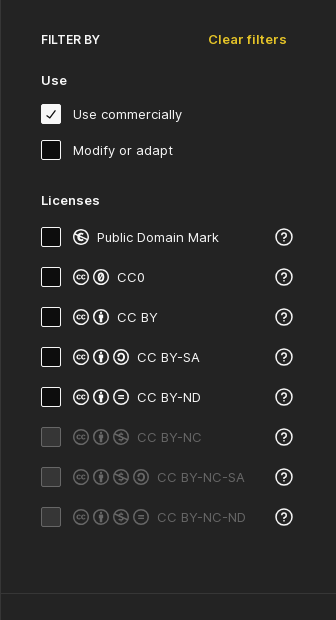 FILTER BY Clear filters
Use
Use commercially
Modify or adapt
Licenses
Public Domain Mark
CC0
CC BY
CC BY-SA
CC BY-ND
CC BY-NC
CC BY-NC-SA
CC BY-NC-ND